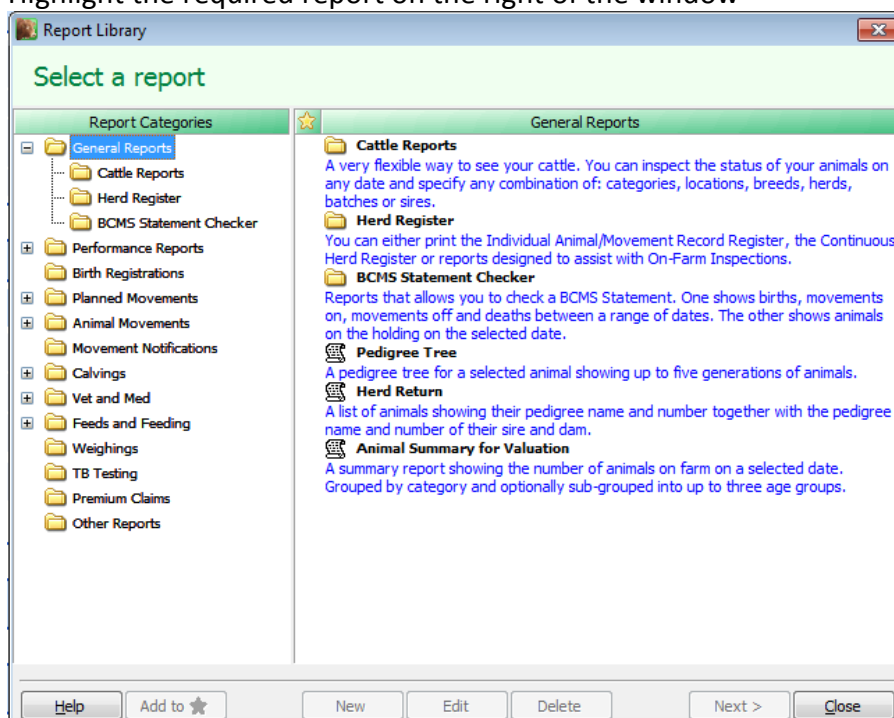 Highlight the required report on the right of the window
Report Library
Select a report
Report Categories
General Reports
Cattle Reports
Herd Register
BCMS Statement Checker
Performance Reports
Birth Registrations
Planned Movements
Animal Movements
Movement Notifications
Calvings
Vet and Med
Feeds and Feeding
Weighings
TB Testing
Premium Claims
Other Reports
General Reports
Cattle Reports
A very flexible way to see your cattle. You can inspect the status of your animals on
any date and specify any combination of: categories, locations, breeds, herds,
batches or sires.
Herd Register
You can either print the Individual Animal/Movement Record Register, the Continuous
Herd Register or reports designed to assist with On-Farm Inspections.
BCMS Statement Checker
Reports that allows you to check a BCMS Statement. One shows births, movements
on, movements off and deaths between a range of dates. The other shows animals
on the holding on the selected date.
Pedigree Tree
A pedigree tree for a selected animal showing up to five generations of animals.
Herd Return
A list of animals showing their pedigree name and number together with the pedigree
name and number of their sire and dam.
Animal Summary for Valuation
A summary report showing the number of animals on farm on a selected date.
Grouped by category and optionally sub-grouped into up to three age groups.
Help
Add to
New
Edit
Delete
Next >
Close